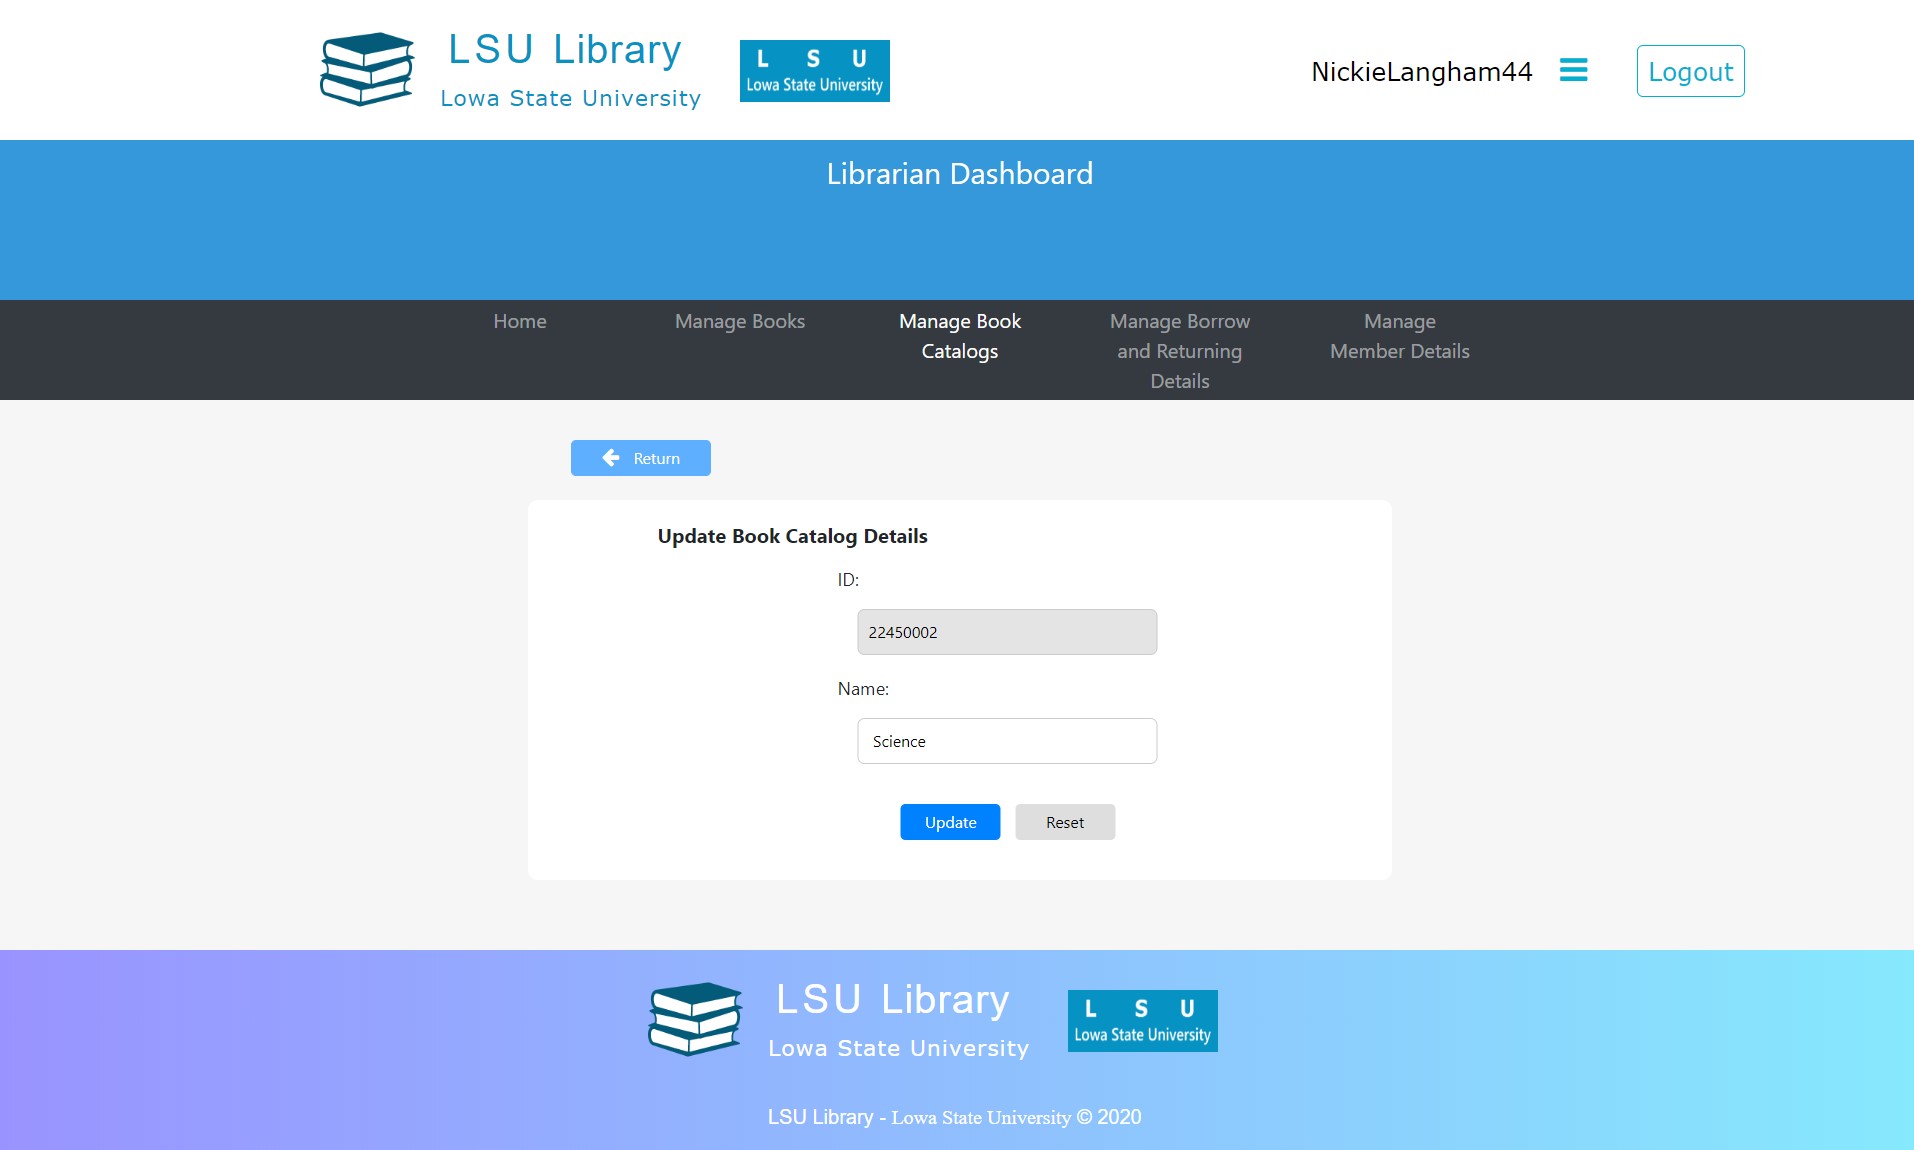 LSU Library
Lowa State University
L S U
Lowa State University
NickieLangham44
Logout
Librarian Dashboard
Home
Manage Books
Manage Book
Catalogs
Manage Borrow
and Returning
Details
Manage
Member Details
Return
Update Book Catalog Details
ID:
22450002
Name:
Science
Update
Reset
LSU Library
Lowa State University
L S U
Lowa State University
LSU Library - Lowa State University © 2020